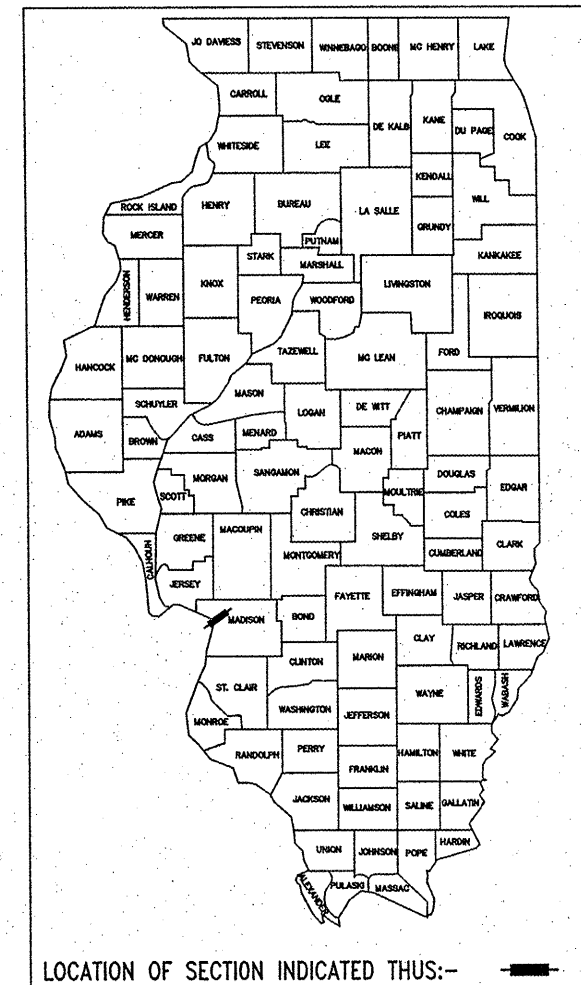 JO DAVIESS
STEVENSON
WINNEBAGO
BOONE
MC HENRY
LAKE
CARROLL
OGLE
DE KALB
KANE
DU PAGE
COOK
WHITESIDE
LEE
KENDALL
WILL
ROCK ISLAND
HENRY
BUREAU
LA SALLE
GRUNDY
MERCER
PUTNAM
STARK
MARSHALL
KANKAKEE
HENDERSON
WARREN
KNOX
PEORIA
WOODFORD
LIVINGSTON
IROQUOIS
HANCOCK
MC DONOUGH
FULTON
TAZEWELL
MC LEAN
FORD
SCHUYLER
MASON
LOGAN
DE WITT
CHAMPAIGN
VERMILION
ADAMS
BROWN
CASS
MENARD
PIATT
MACON
MORGAN
SANGAMON
DOUGLAS
EDGAR
PIKE
SCOTT
CHRISTIAN
MOULTRIE
COLES
GREENE
MACOUPIN
SHELBY
CLARK
CALHOUN
MONTGOMERY
CUMBERLAND
JERSEY
FAYETTE
EFFINGHAM
JASPER
CRAWFORD
MADISON
BOND
CLAY
RICHLAND
LAWRENCE
CLINTON
MARION
ST. CLAIR
WAYNE
EDWARDS
WABASH
WASHINGTON
JEFFERSON
MONROE
RANDOLPH
PERRY
HAMILTON
WHITE
FRANKLIN
JACKSON
WILLIAMSON
SALINE
GALLATIN
UNION
JOHNSON
POPE
HARDIN
ALEXANDER
PULASKI
MASSAC
LOCATION OF SECTION INDICATED THUS:-